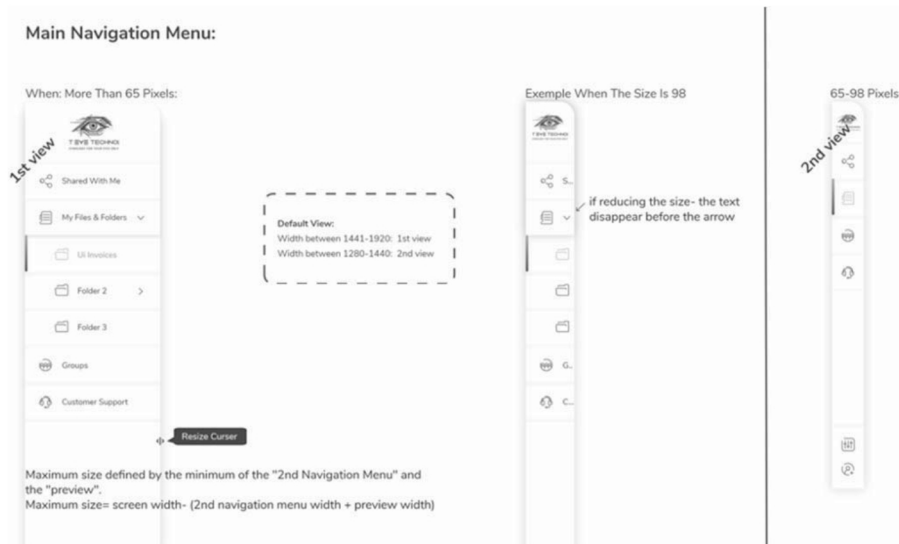 Main Navigation Menu:
When: More Than 65 Pixels:
1st view
Shared With Me
My Files & Folders
Ui Invoices
Folder 2
Folder 3
Groups
Customer Support
Resize Curser
Maximum size defined by the minimum of the "2nd Navigation Menu" and
the "preview".
Maximum size= screen width- (2nd navigation menu width + preview width)
Default View:
Width between 1441-1920: 1st view
Width between 1280-1440: 2nd view
Exemple When The Size Is 98
S...
G...
C...
if reducing the size- the text
disappear before the arrow
65-98 Pixels
2nd view